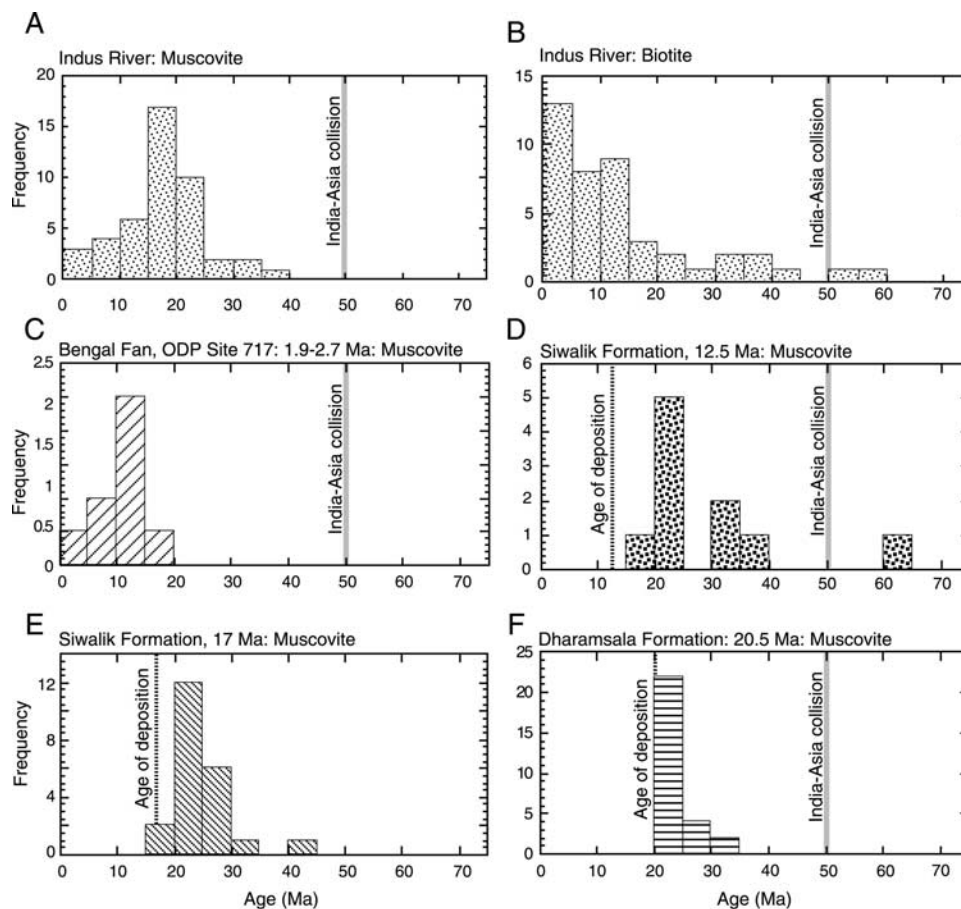 A
Indus River: Muscovite
Frequency
20
15
10
5
0
India-Asia collision
0 10 20 30 40 50 60 70
B
Indus River: Biotite
15
10
5
0
India-Asia collision
0 10 20 30 40 50 60 70
C
Bengal Fan, ODP Site 717: 1.9-2.7 Ma: Muscovite
Frequency
2.5
2
1.5
1
0.5
0
India-Asia collision
0 10 20 30 40 50 60 70
D
Siwalik Formation, 12.5 Ma: Muscovite
6
5
4
3
2
1
0
Age of deposition
India-Asia collision
0 10 20 30 40 50 60 70
E
Siwalik Formation, 17 Ma: Muscovite
Frequency
12
8
4
0
Age of deposition
0 10 20 30 40 50 60 70
Age (Ma)
F
Dharamsala Formation: 20.5 Ma: Muscovite
25
20
15
10
5
0
Age of deposition
India-Asia collision
0 10 20 30 40 50 60 70
Age (Ma)